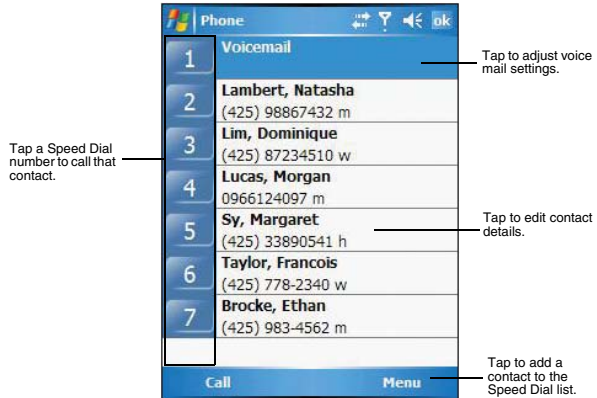 Phone
ok
1
Voicemail
Tap to adjust voice
mail settings.
2
Lambert, Natasha
(425) 98867432 m
3
Lim, Dominique
(425) 87234510 w
Tap a Speed Dial
number to call that
contact.
4
Lucas, Morgan
0966124097 m
5
Sy, Margaret
(425) 33890541 h
Tap to edit contact
details.
6
Taylor, Francois
(425) 778-2340 w
7
Brocke, Ethan
(425) 983-4562 m
Call
Menu
Tap to add a
contact to the
Speed Dial list.